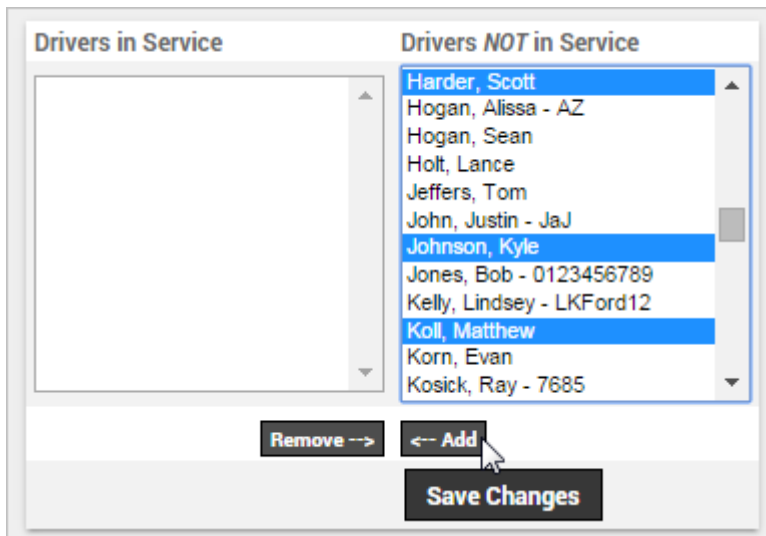 Drivers in Service
Drivers NOT in Service
Harder, Scott
Hogan, Alissa - AZ
Hogan, Sean
Holt, Lance
Jeffers, Tom
John, Justin - JaJ
Johnson, Kyle
Jones, Bob - 0123456789
Kelly, Lindsey - LKFord12
Koll, Matthew
Korn, Evan
Kosick, Ray - 7685
Remove -->
<-- Add
Save Changes